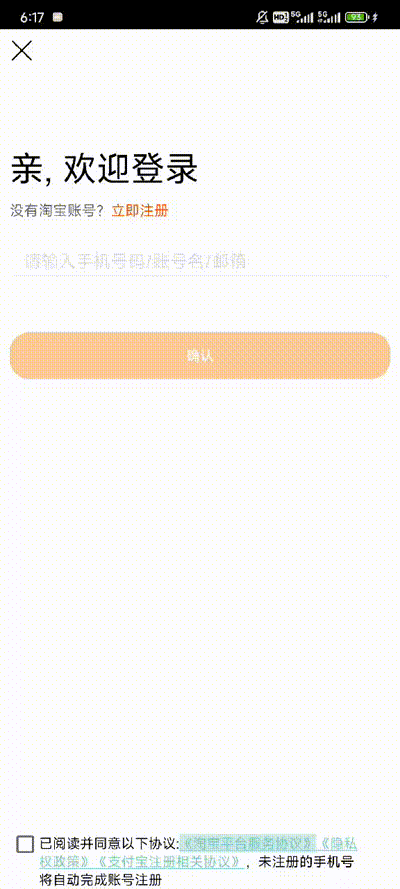 6:17 HD2 5G 5G 93
亲, 欢迎登录
没有淘宝账号？立即注册
请输入手机号码/账号名/邮箱
确认
已阅读并同意以下协议:《淘宝平台服务协议》《隐私
权政策》《支付宝注册相关协议》，未注册的手机号
将自动完成账号注册